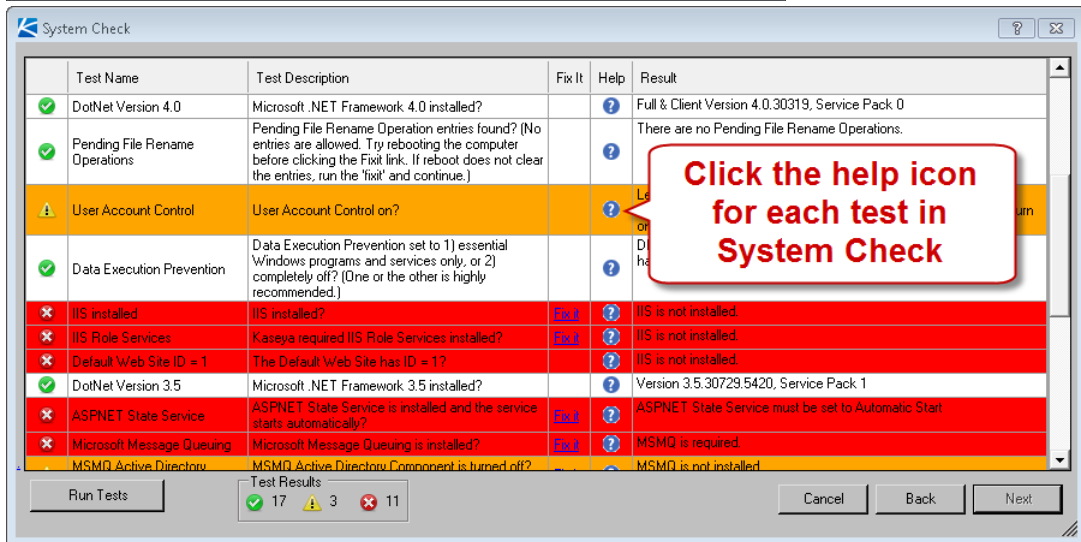 System Check
Test Name Test Description Fix It Help Result
DotNet Version 4.0 Microsoft .NET Framework 4.0 installed? Full & Client Version 4.0.30319, Service Pack 0
Pending File Rename
Operations
Pending File Rename Operation entries found? (No
entries are allowed. Try rebooting the computer
before clicking the Fixit link. If reboot does not clear
the entries, run the 'fixit' and continue.)
There are no Pending File Rename Operations.
User Account Control User Account Control on?
Click the help icon
for each test in
System Check
Data Execution Prevention
Data Execution Prevention set to 1) essential
Windows programs and services only, or 2)
completely off? (One or the other is highly
recommended.)
IIS installed IIS installed? Fix it IIS is not installed.
IIS Role Services Kaseya required IIS Role Services installed? Fix it IIS is not installed.
Default Web Site ID = 1 The Default Web Site has ID = 1? IIS is not installed.
DotNet Version 3.5 Microsoft .NET Framework 3.5 installed? Version 3.5.30729.5420, Service Pack 1
ASPNET State Service
ASPNET State Service is installed and the service
starts automatically?
Fix it
ASPNET State Service must be set to Automatic Start
Microsoft Message Queuing Microsoft Message Queuing is installed? Fix it MSMQ is required.
MSMQ Active Directory MSMQ Active Directory Component is turned off? MSMQ is not installed
Run Tests
Test Results
17 3 11
Cancel Back Next